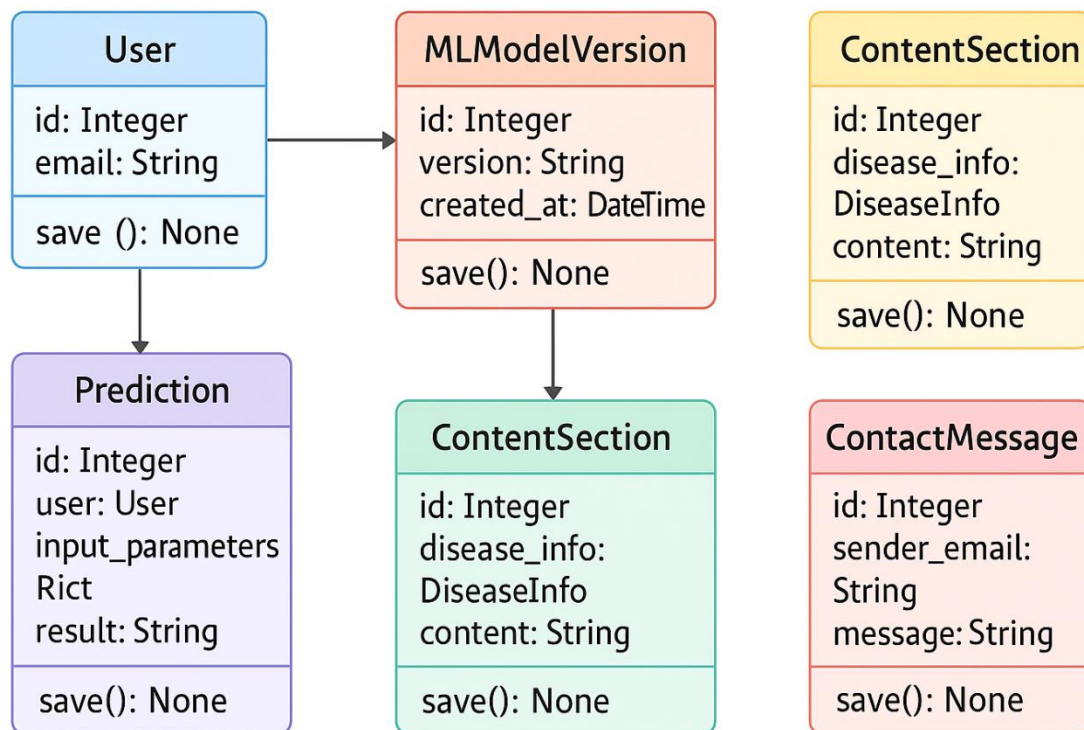 User
id: Integer
email: String
save (): None
MLModelVersion
id: Integer
version: String
created_at: DateTime
save(): None
ContentSection
id: Integer
disease_info:
DiseaseInfo
content: String
save(): None
Prediction
id: Integer
user: User
input_parameters
Rict
result: String
save(): None
ContentSection
id: Integer
disease_info:
DiseaseInfo
content: String
save(): None
ContactMessage
id: Integer
sender_email:
String
message: String
save(): None